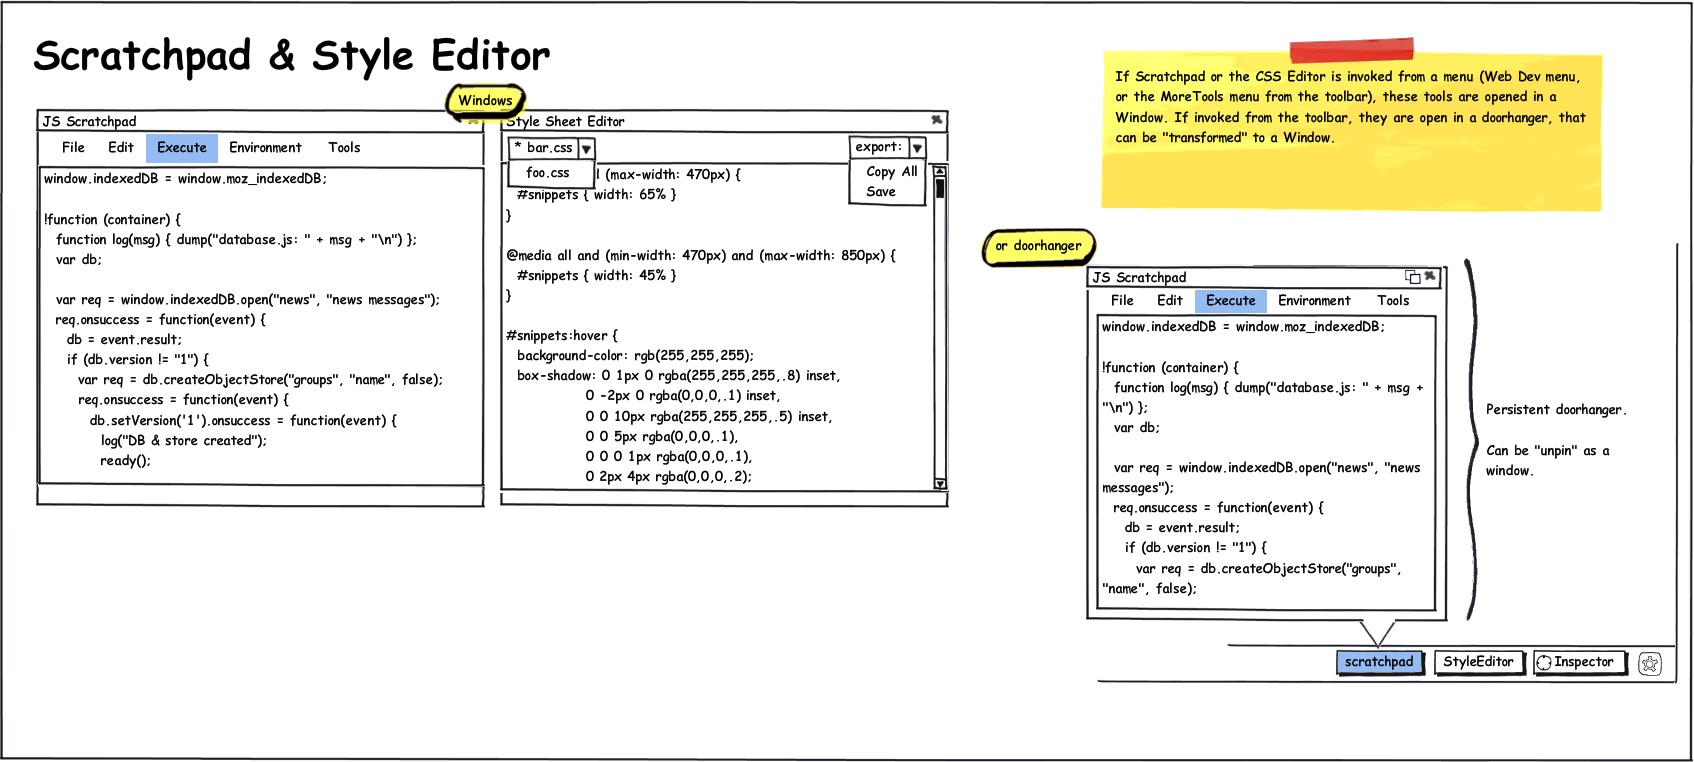 Scratchpad & Style Editor
Windows
JS Scratchpad
File Edit Execute Environment Tools
window.indexedDB = window.moz_indexedDB;
!function (container) {
function log(msg) { dump("database.js: " + msg + "\n") };
var db;
var req = window.indexedDB.open("news", "news messages");
req.onsuccess = function(event) {
db = event.result;
if (db.version != "1") {
var req = db.createObjectStore("groups", "name", false);
req.onsuccess = function(event) {
db.setVersion('1').onsuccess = function(event) {
log("DB & store created");
ready();
Style Sheet Editor
* bar.css
foo.css
export:
Copy All
Save
(max-width: 470px) {
#snippets { width: 65% }
}
@media all and (min-width: 470px) and (max-width: 850px) {
#snippets { width: 45% }
}
#snippets:hover {
background-color: rgb(255,255,255);
box-shadow: 0 1px 0 rgba(255,255,255,.8) inset,
0 -2px 0 rgba(0,0,0,.1) inset,
0 0 10px rgba(255,255,255,.5) inset,
0 0 5px rgba(0,0,0,.1),
0 0 0 1px rgba(0,0,0,.1),
0 2px 4px rgba(0,0,0,.2);
If Scratchpad or the CSS Editor is invoked from a menu (Web Dev menu,
or the MoreTools menu from the toolbar), these tools are opened in a
Window. If invoked from the toolbar, they are open in a doorhanger, that
can be "transformed" to a Window.
or doorhanger
JS Scratchpad
File Edit Execute Environment Tools
window.indexedDB = window.moz_indexedDB;
!function (container) {
function log(msg) { dump("database.js: " + msg +
"\n") };
var db;
var req = window.indexedDB.open("news", "news
messages");
req.onsuccess = function(event) {
db = event.result;
if (db.version != "1") {
var req = db.createObjectStore("groups",
"name", false);
Persistent doorhanger.
Can be "unpin" as a
window.
scratchpad StyleEditor Inspector